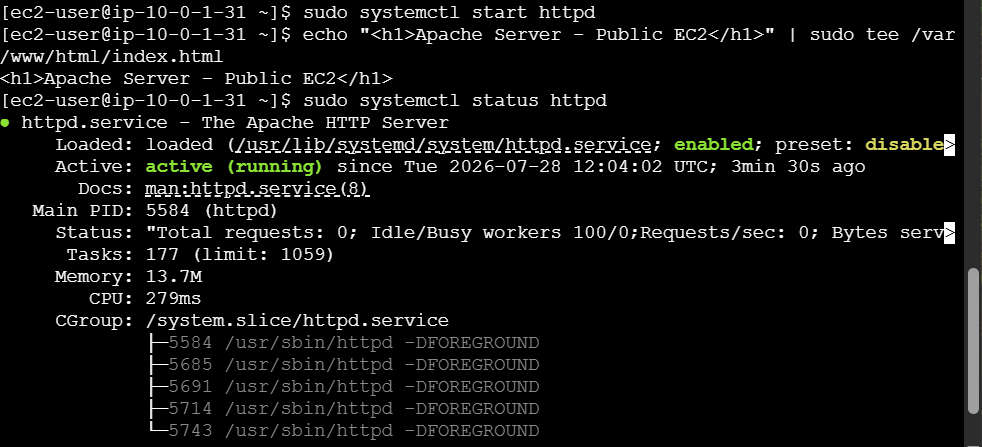 [ec2-user@ip-10-0-1-31 ~]$ sudo systemctl start httpd
[ec2-user@ip-10-0-1-31 ~]$ echo "<h1>Apache Server - Public EC2</h1>" | sudo tee /var
/www/html/index.html
<h1>Apache Server - Public EC2</h1>
[ec2-user@ip-10-0-1-31 ~]$ sudo systemctl status httpd
● httpd.service - The Apache HTTP Server
     Loaded: loaded (/usr/lib/systemd/system/httpd.service; enabled; preset: disable>
     Active: active (running) since Tue 2026-07-28 12:04:02 UTC; 3min 30s ago
       Docs: man:httpd.service(8)
   Main PID: 5584 (httpd)
     Status: "Total requests: 0; Idle/Busy workers 100/0;Requests/sec: 0; Bytes serv>
      Tasks: 177 (limit: 1059)
     Memory: 13.7M
        CPU: 279ms
     CGroup: /system.slice/httpd.service
             ├─5584 /usr/sbin/httpd -DFOREGROUND
             ├─5685 /usr/sbin/httpd -DFOREGROUND
             ├─5691 /usr/sbin/httpd -DFOREGROUND
             ├─5714 /usr/sbin/httpd -DFOREGROUND
             └─5743 /usr/sbin/httpd -DFOREGROUND